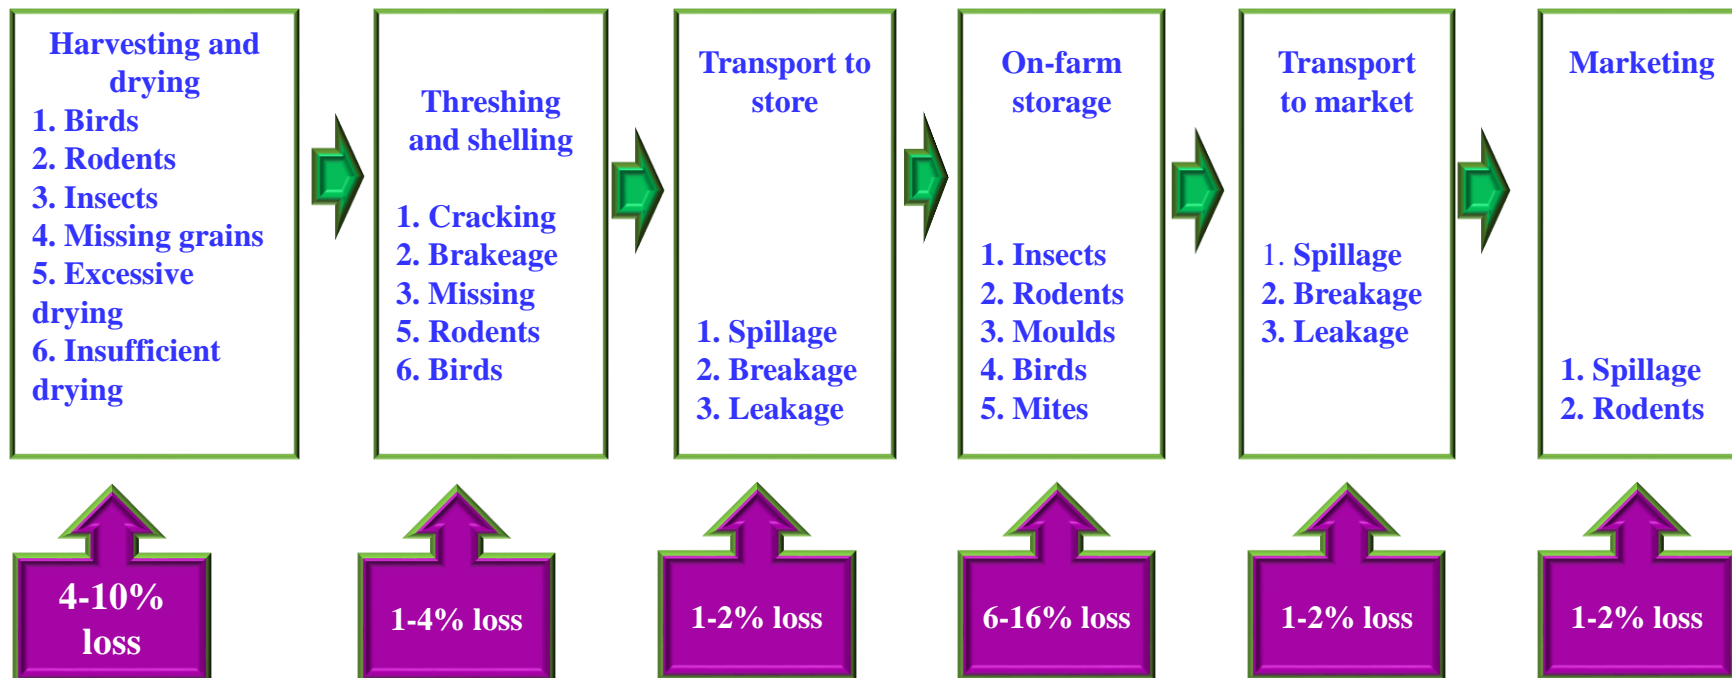 Harvesting and
drying
1. Birds
2. Rodents
3. Insects
4. Missing grains
5. Excessive
drying
6. Insufficient
drying
Threshing
and shelling
1. Cracking
2. Brakeage
3. Missing
5. Rodents
6. Birds
Transport to
store
1. Spillage
2. Breakage
3. Leakage
On-farm
storage
1. Insects
2. Rodents
3. Moulds
4. Birds
5. Mites
Transport
to market
1. Spillage
2. Breakage
3. Leakage
Marketing
1. Spillage
2. Rodents
4-10%
loss
1-4% loss
1-2% loss
6-16% loss
1-2% loss
1-2% loss